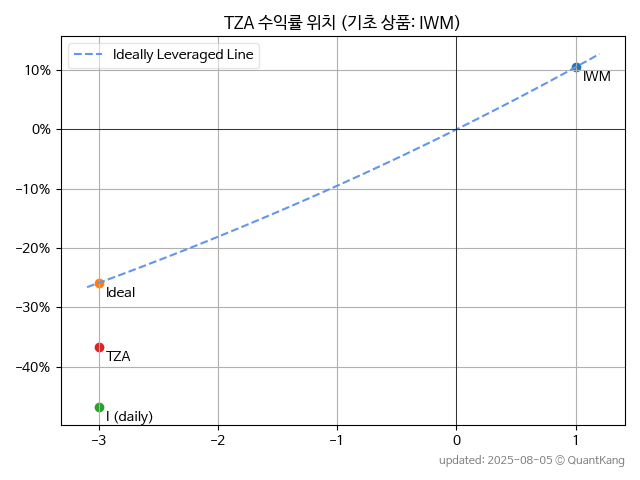 TZA 수익률 위치 (기초 상품: IWM)
Ideally Leveraged Line
10%
0%
−10%
−20%
−30%
−40%
IWM
Ideal
TZA
I (daily)
−3
−2
−1
0
1
updated: 2025-08-05 © QuantKang